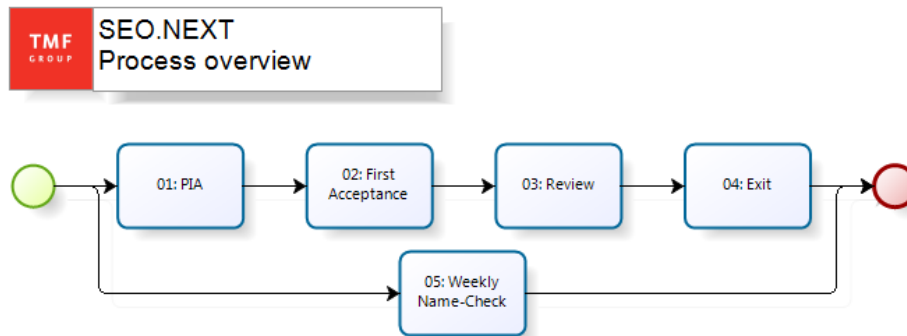 TMF
GROUP
SEO.NEXT
Process overview
01: PIA
02: First
Acceptance
03: Review
04: Exit
05: Weekly
Name-Check